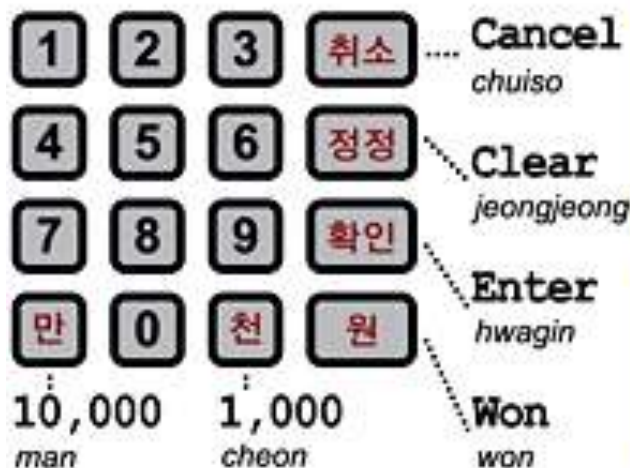 1 2 3 취소 Cancel
chuiso
4 5 6 정정 Clear
jeongjeong
7 8 9 확인 Enter
hwagin
만 0 천 원 Won
won
10,000 1,000
man cheon